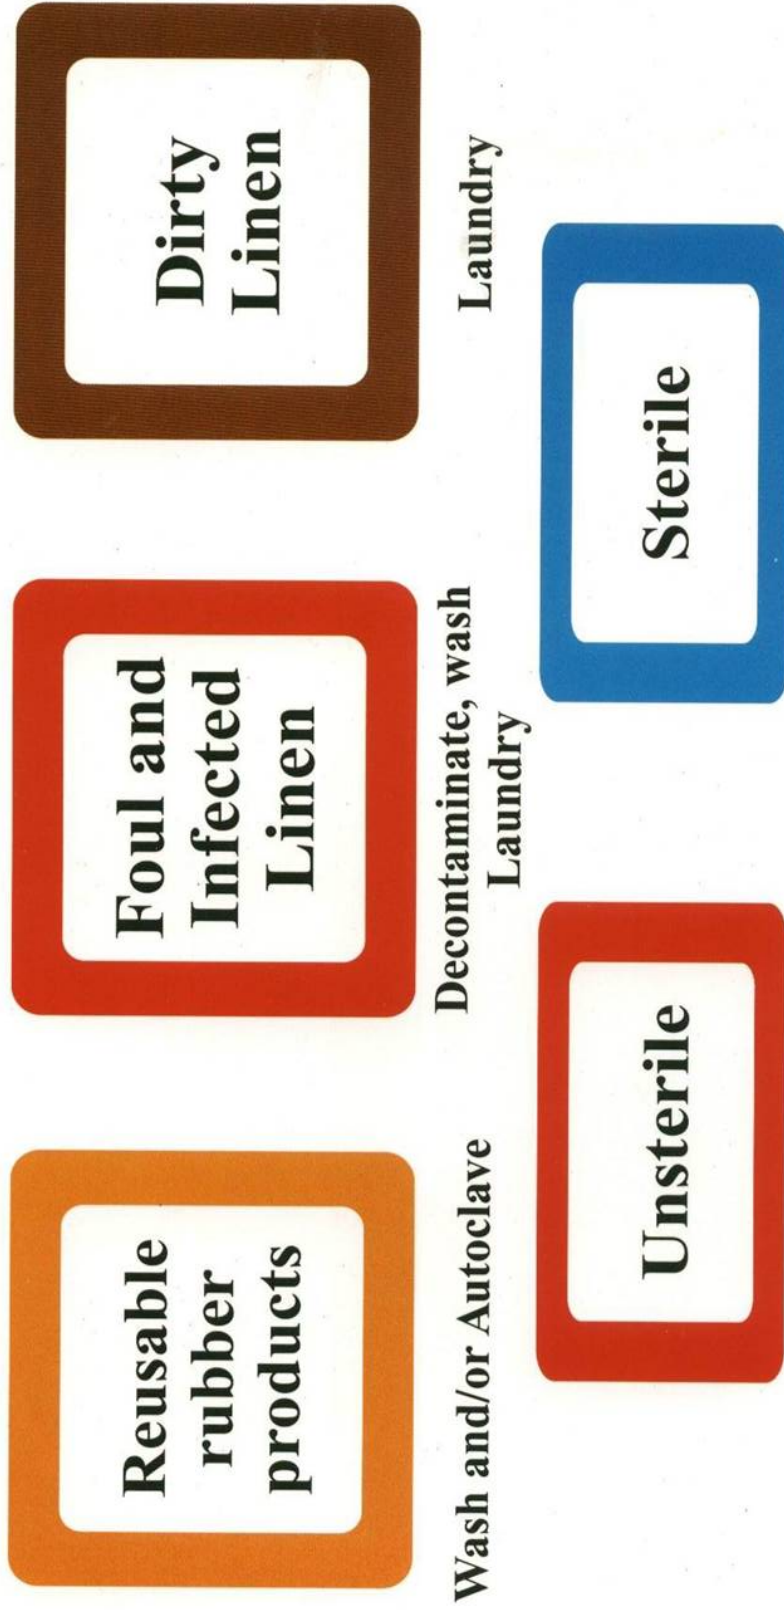 Reusable
rubber
products
Wash and/or Autoclave
Foul and
Infected
Linen
Decontaminate, wash
Laundry
Dirty
Linen
Laundry
Unsterile
Sterile